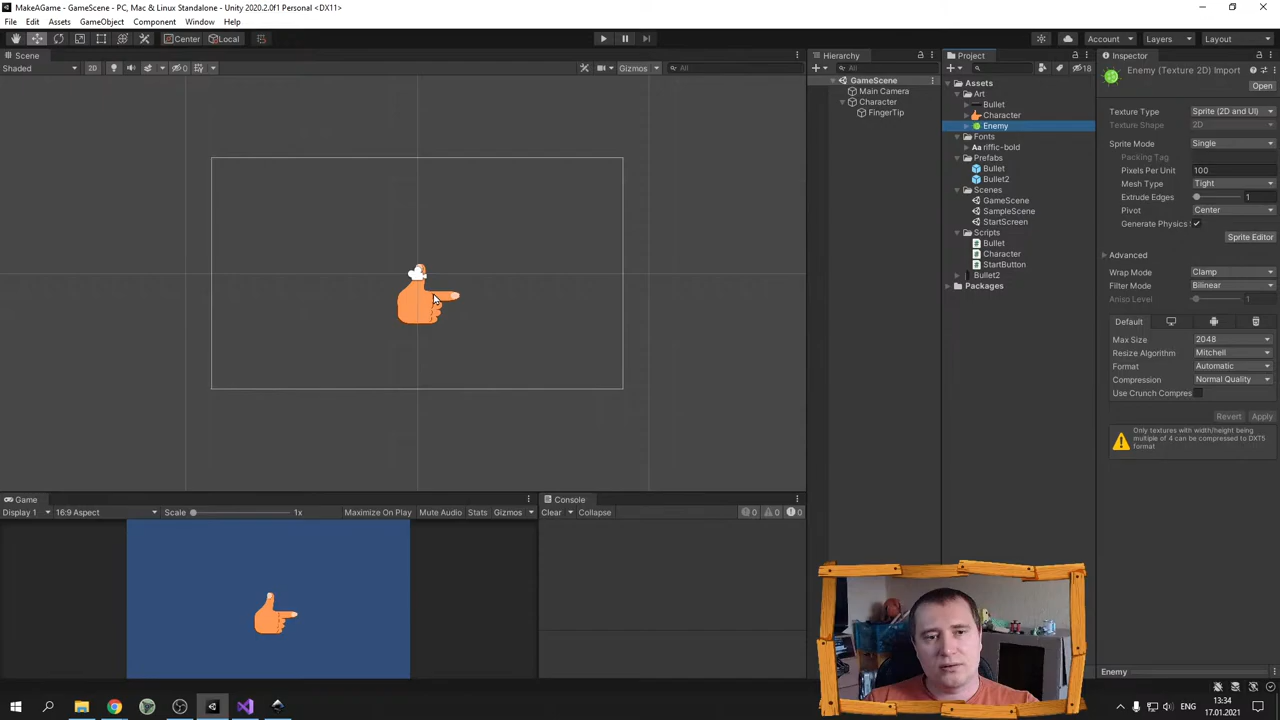 MakeAGame - GameScene - PC, Mac & Linux Standalone - Unity 2020.2.0f1 Personal <DX11>
File Edit Assets GameObject Component Window Help
Center Local Account Layers Layout
Scene
Shaded 2D 0 Gizmos All
Hierarchy
All
GameScene
Main Camera
Character
FingerTip
Project
18
Assets
Art
Bullet
Character
Enemy
Fonts
Aa riffic-bold
Prefabs
Bullet
Bullet2
Scenes
GameScene
SampleScene
StartScreen
Scripts
Bullet
Character
StartButton
Bullet2
Packages
Inspector
Enemy (Texture 2D) Import
Open
Texture Type Sprite (2D and UI)
Texture Shape 2D
Sprite Mode Single
Packing Tag
Pixels Per Unit 100
Mesh Type Tight
Extrude Edges 1
Pivot Center
Generate Physics
Sprite Editor
Advanced
Wrap Mode Clamp
Filter Mode Bilinear
Aniso Level 1
Default
Max Size 2048
Resize Algorithm Mitchell
Format Automatic
Compression Normal Quality
Use Crunch Compres
Revert Apply
Only textures with width/height being
multiple of 4 can be compressed to DXT5
format
Enemy
Game
Display 1 16:9 Aspect Scale 1x Maximize On Play Mute Audio Stats Gizmos
Console
Clear Collapse 0 0 0
13:34
17.01.2021